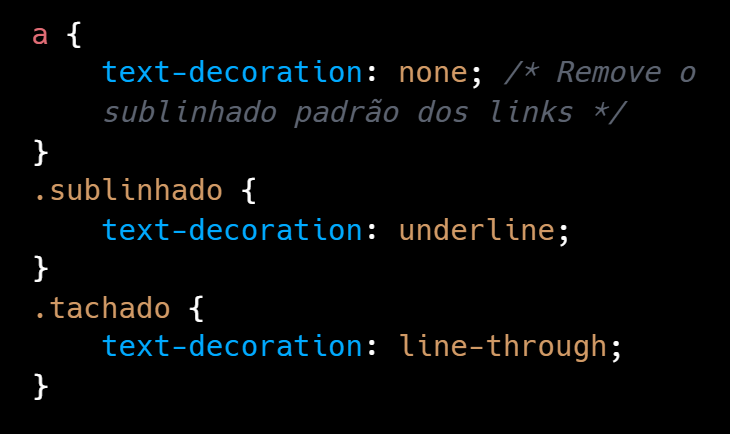 a {
    text-decoration: none; /* Remove o
    sublinhado padrão dos links */
}
.sublinhado {
    text-decoration: underline;
}
.tachado {
    text-decoration: line-through;
}